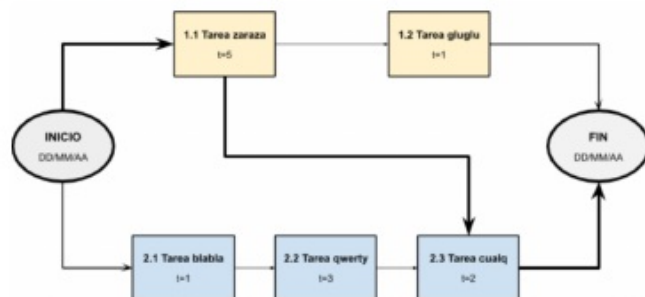 1.1 Tarea zaraza
t=5
1.2 Tarea gluglu
t=1
INICIO
DD/MM/AA
FIN
DD/MM/AA
2.1 Tarea blabla
t=1
2.2 Tarea qwerty
t=3
2.3 Tarea cualq
t=2